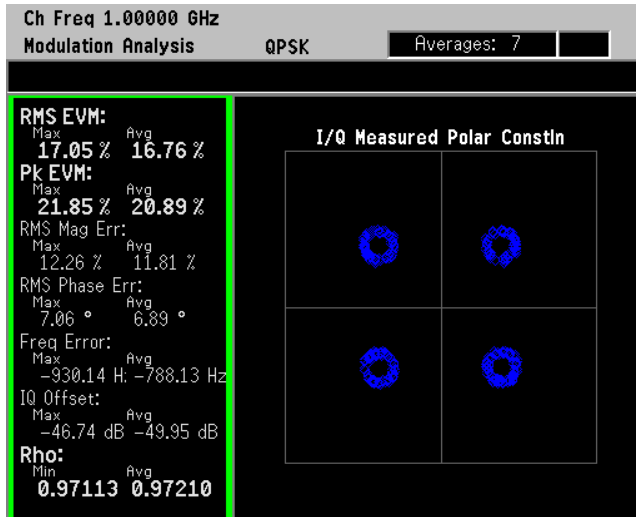 Ch Freq 1.00000 GHz
Modulation Analysis QPSK Averages: 7
RMS EVM:
Max Avg
17.05 % 16.76 %
Pk EVM:
Max Avg
21.85 % 20.89 %
RMS Mag Err:
Max Avg
12.26 % 11.81 %
RMS Phase Err:
Max Avg
7.06 ° 6.89 °
Freq Error:
Max Avg
-930.14 H: -788.13 Hz
IQ Offset:
Max Avg
-46.74 dB -49.95 dB
Rho:
Min Avg
0.97113 0.97210
I/Q Measured Polar Constln